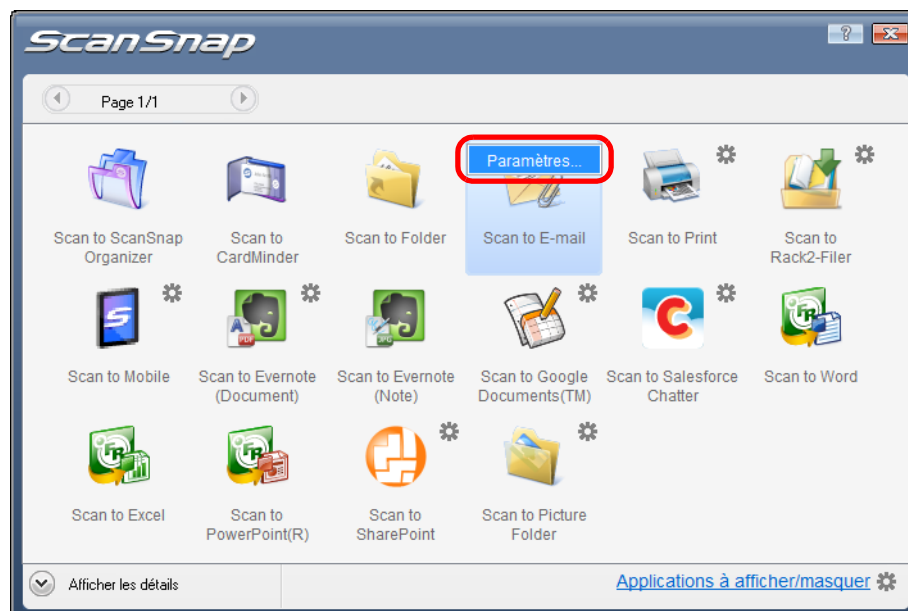 ScanSnap
?
Page 1/1
Paramètres...
Scan to ScanSnap
Organizer
Scan to
CardMinder
Scan to Folder
Scan to E-mail
Scan to Print
Scan to
Rack2-Filer
Scan to Mobile
Scan to Evernote
(Document)
Scan to Evernote
(Note)
Scan to Google
Documents(TM)
Scan to Salesforce
Chatter
Scan to Word
Scan to Excel
Scan to
PowerPoint(R)
Scan to
SharePoint
Scan to Picture
Folder
Afficher les détails
Applications à afficher/masquer